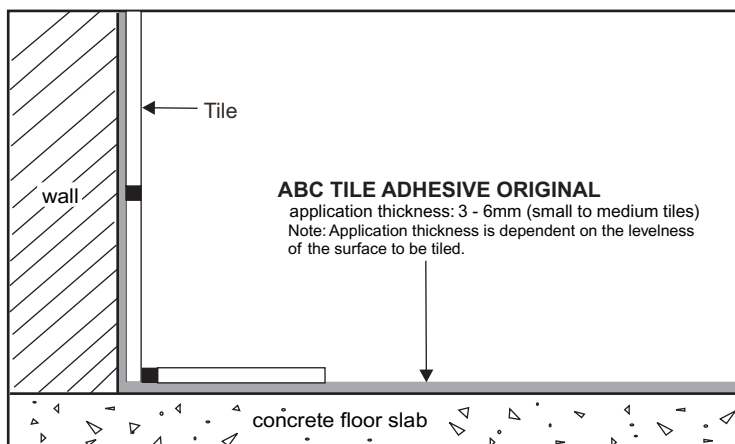 Tile
wall
ABC TILE ADHESIVE ORIGINAL
application thickness: 3 - 6mm (small to medium tiles)
Note: Application thickness is dependent on the levelness
of the surface to be tiled.
concrete floor slab